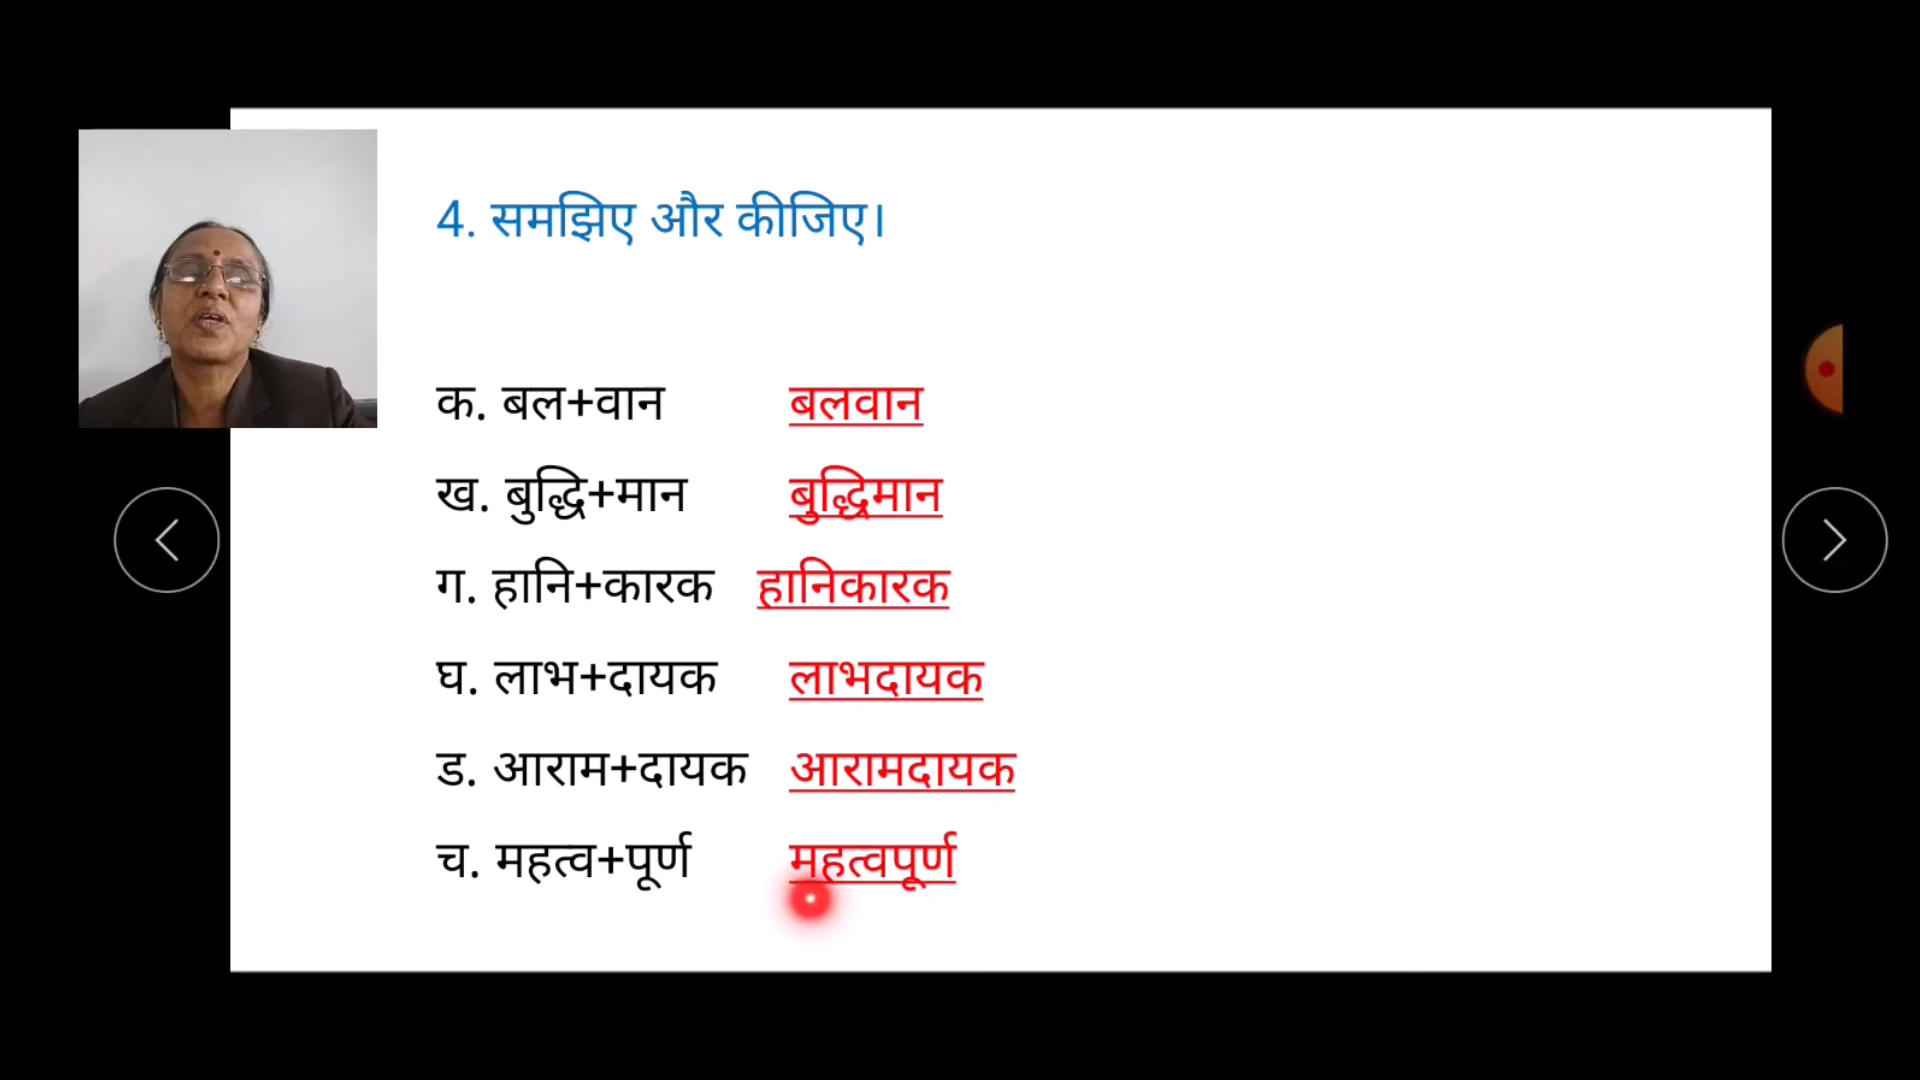 4. समझिए और कीजिए।
क. बल+वान बलवान
ख. बुद्धि+मान बुद्धिमान
ग. हानि+कारक हानिकारक
घ. लाभ+दायक लाभदायक
ड. आराम+दायक आरामदायक
च. महत्व+पूर्ण महत्वपूर्ण